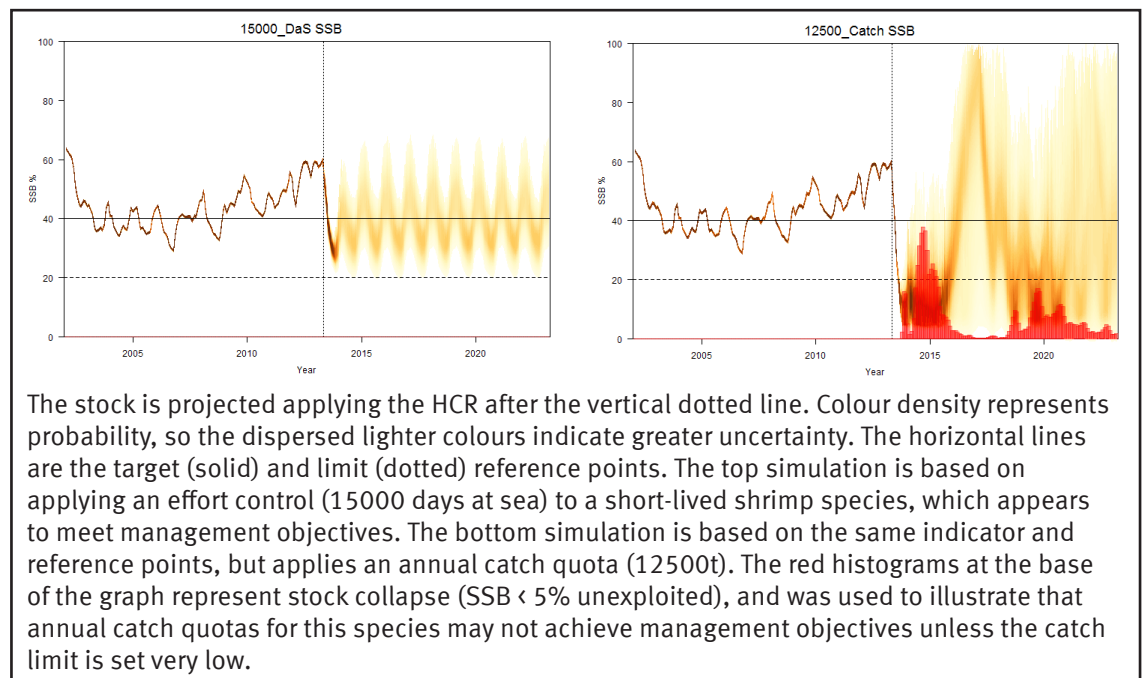 15000_DaS SSB
100
80
60
40
20
0
SSB %
2005
2010
2015
2020
Year
12500_Catch SSB
100
80
60
40
20
0
SSB %
2005
2010
2015
2020
Year
The stock is projected applying the HCR after the vertical dotted line. Colour density represents
probability, so the dispersed lighter colours indicate greater uncertainty. The horizontal lines
are the target (solid) and limit (dotted) reference points. The top simulation is based on
applying an effort control (15000 days at sea) to a short-lived shrimp species, which appears
to meet management objectives. The bottom simulation is based on the same indicator and
reference points, but applies an annual catch quota (12500t). The red histograms at the base
of the graph represent stock collapse (SSB < 5% unexploited), and was used to illustrate that
annual catch quotas for this species may not achieve management objectives unless the catch
limit is set very low.